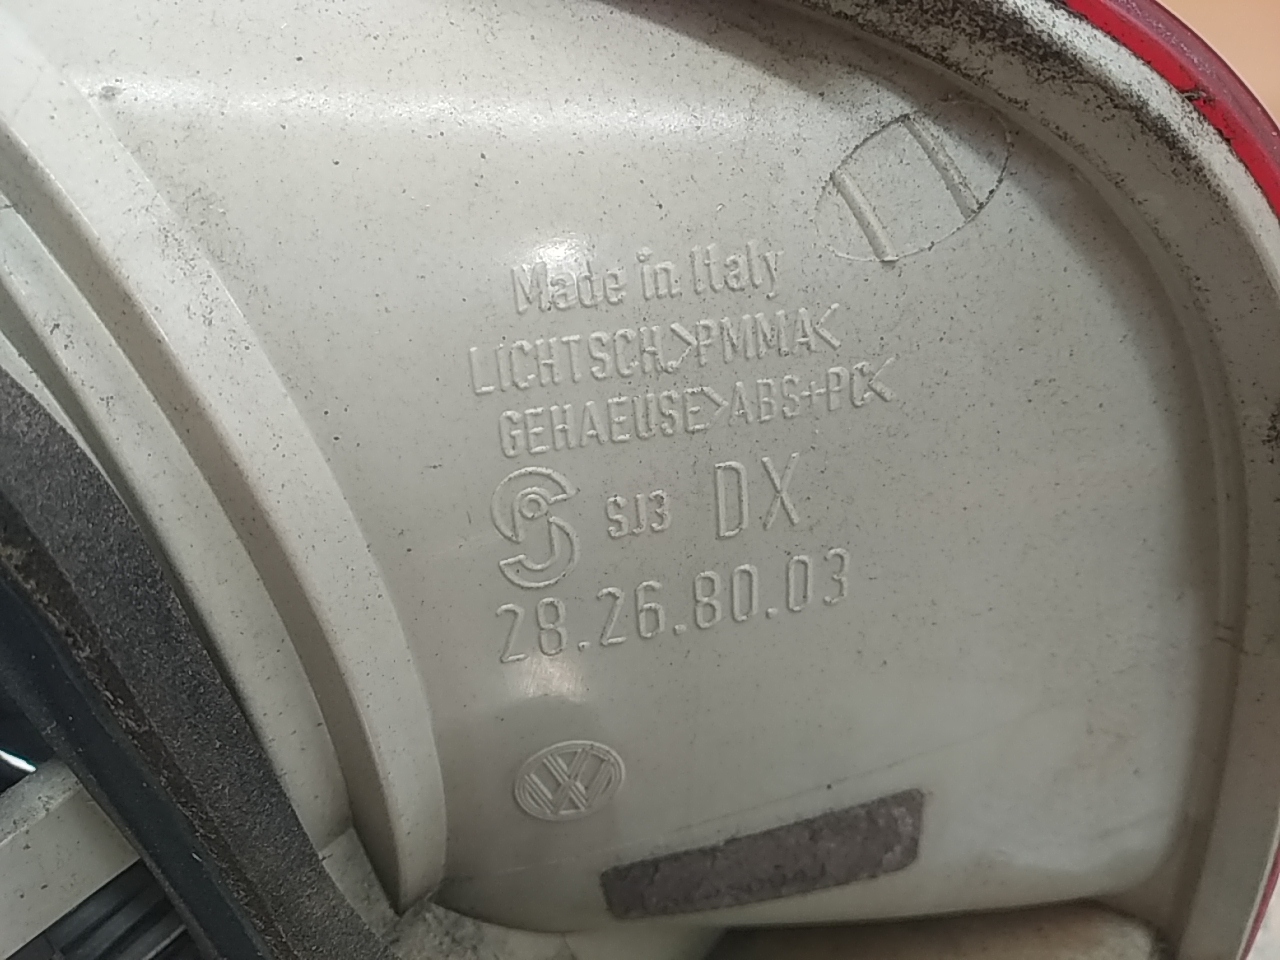 Made in Italy
LICHTSCH.>PMMA<
GEHAEUSE>ABS+PC<
SJ3 DX
28.26.80.03